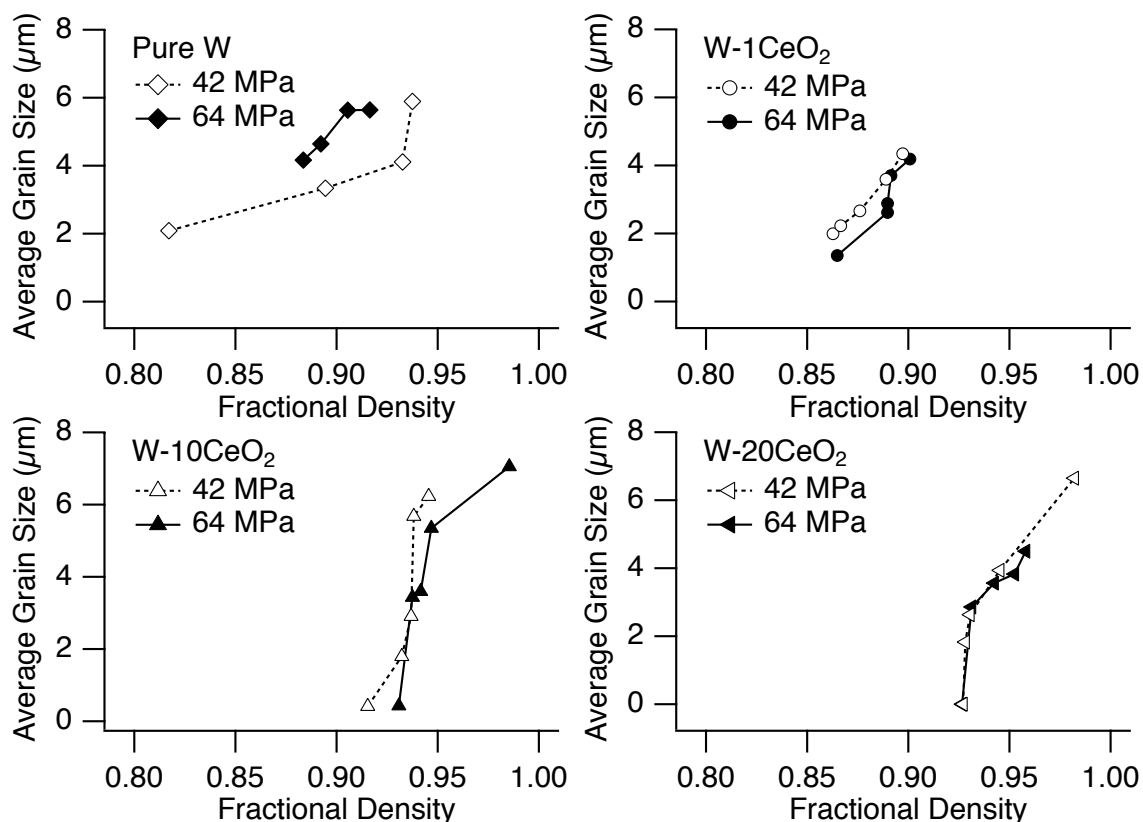 8
6
4
2
0
Average Grain Size (µm)
Pure W
42 MPa
64 MPa
0.80 0.85 0.90 0.95 1.00
Fractional Density
8
6
4
2
0
Average Grain Size (µm)
W-1CeO₂
42 MPa
64 MPa
0.80 0.85 0.90 0.95 1.00
Fractional Density
8
6
4
2
0
Average Grain Size (µm)
W-10CeO₂
42 MPa
64 MPa
0.80 0.85 0.90 0.95 1.00
Fractional Density
8
6
4
2
0
Average Grain Size (µm)
W-20CeO₂
42 MPa
64 MPa
0.80 0.85 0.90 0.95 1.00
Fractional Density